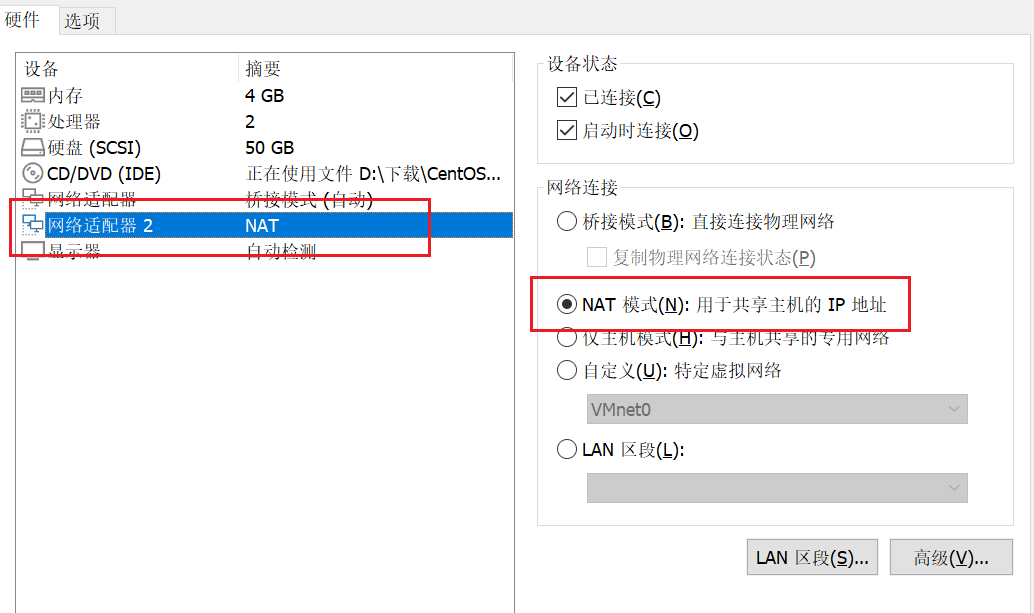 硬件 选项
设备 摘要
内存 4 GB
处理器 2
硬盘 (SCSI) 50 GB
CD/DVD (IDE) 正在使用文件 D:\下载\CentOS...
网络适配器 桥接模式 (自动)
网络适配器 2 NAT
显示器 自动检测
设备状态
已连接(C)
启动时连接(O)
网络连接
桥接模式(B): 直接连接物理网络
复制物理网络连接状态(P)
NAT 模式(N): 用于共享主机的 IP 地址
仅主机模式(H): 与主机共享的专用网络
自定义(U): 特定虚拟网络
VMnet0
LAN 区段(L):
LAN 区段(S)... 高级(V)...